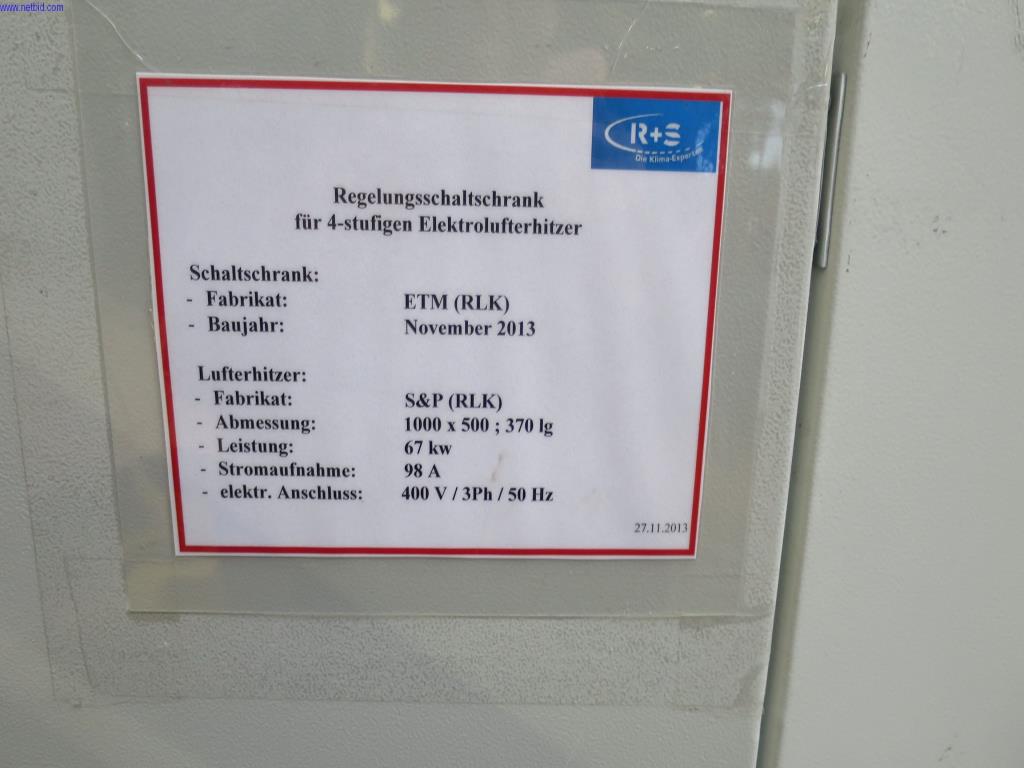 www.netbid.com
R+S
Die Klima-Experten
Regelungsschaltschrank
für 4-stufigen Elektrolufterhitzer
Schaltschrank:
- Fabrikat: ETM (RLK)
- Baujahr: November 2013
Lufterhitzer:
- Fabrikat: S&P (RLK)
- Abmessung: 1000 x 500 ; 370 lg
- Leistung: 67 kw
- Stromaufnahme: 98 A
- elektr. Anschluss: 400 V / 3Ph / 50 Hz
27.11.2013